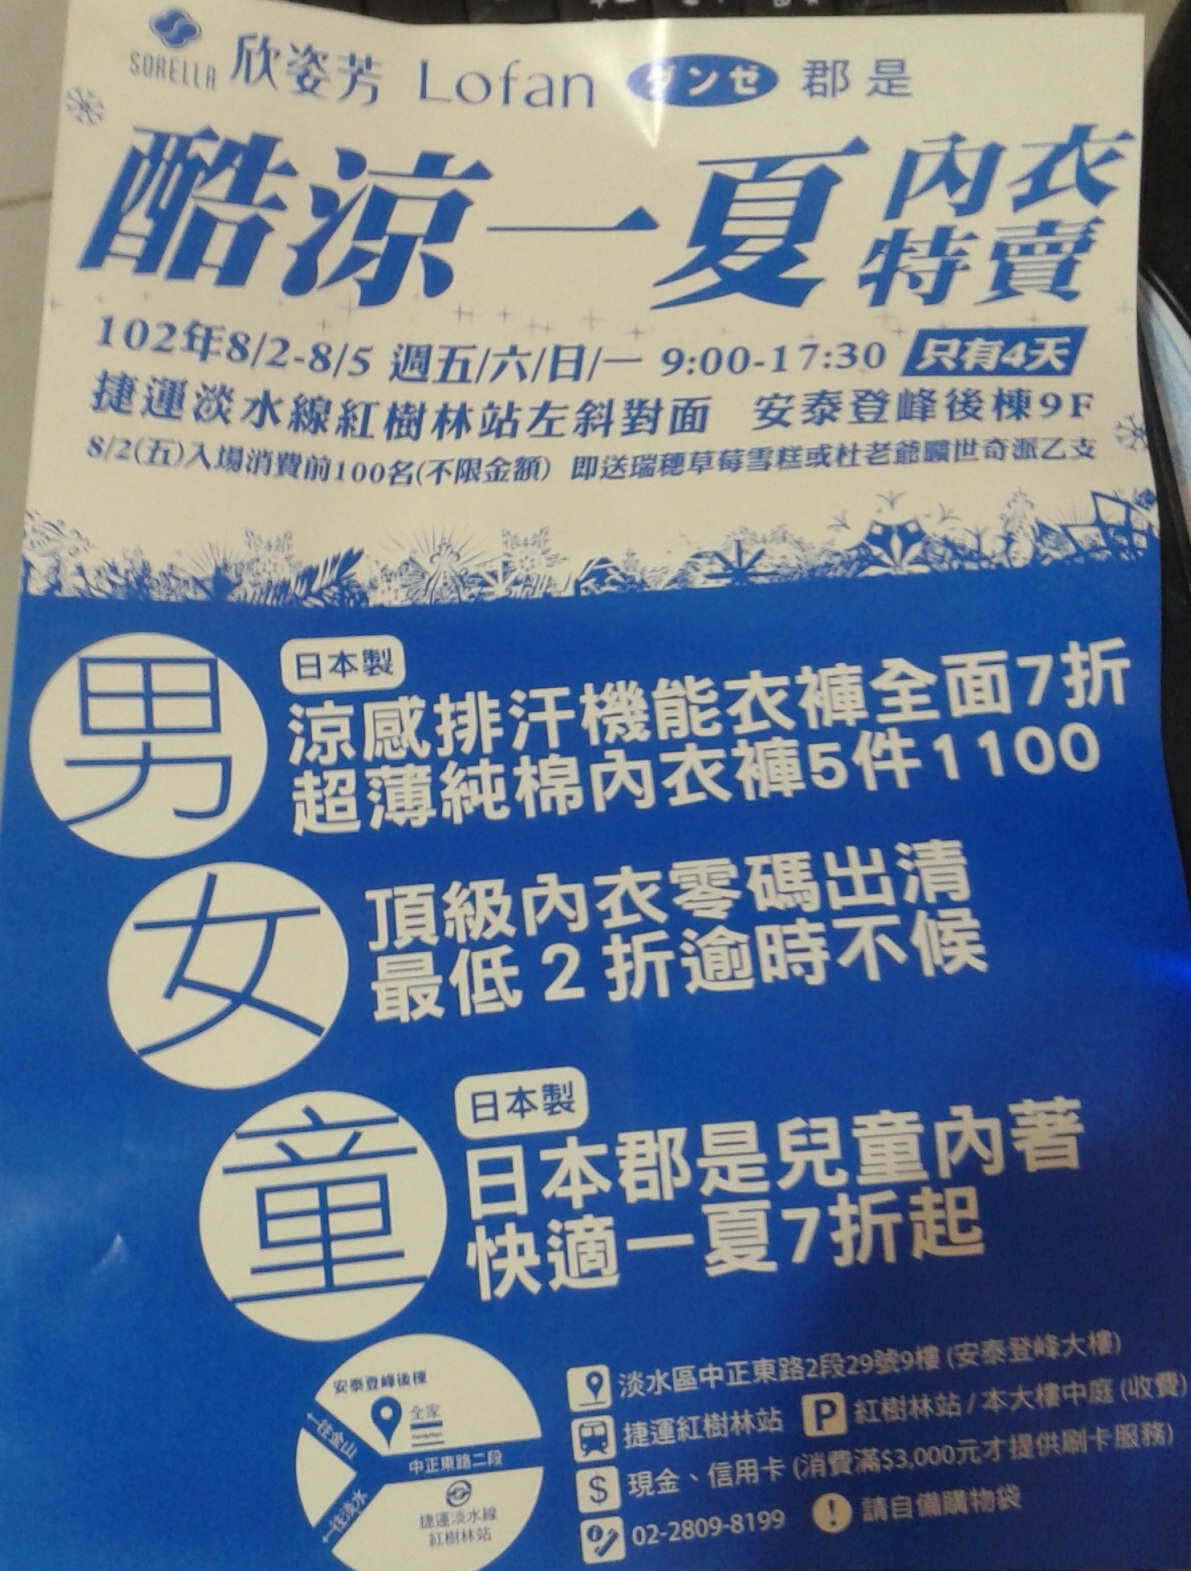 SORELLA 欣姿芳 Lofan グンゼ 郡是
酷涼一夏 內衣特賣
102年8/2-8/5 週五/六/日/一 9:00-17:30 只有4天
捷運淡水線紅樹林站左斜對面 安泰登峰後棟9F
8/2(五)入場消費前100名(不限金額) 即送瑞穗草莓雪糕或杜老爺曠世奇派乙支
男
日本製
涼感排汗機能衣褲全面7折
超薄純棉內衣褲5件1100
女
頂級內衣零碼出清
最低2折逾時不候
童
日本製
日本郡是兒童內著
快適一夏7折起
安泰登峰後棟
全家
FamilyMart
←往金山
中正東路二段
←往淡水
捷運淡水線
紅樹林站
淡水區中正東路2段29號9樓 (安泰登峰大樓)
捷運紅樹林站 P 紅樹林站 / 本大樓中庭 (收費)
$ 現金、信用卡 (消費滿$3,000元才提供刷卡服務)
02-2809-8199 ! 請自備購物袋